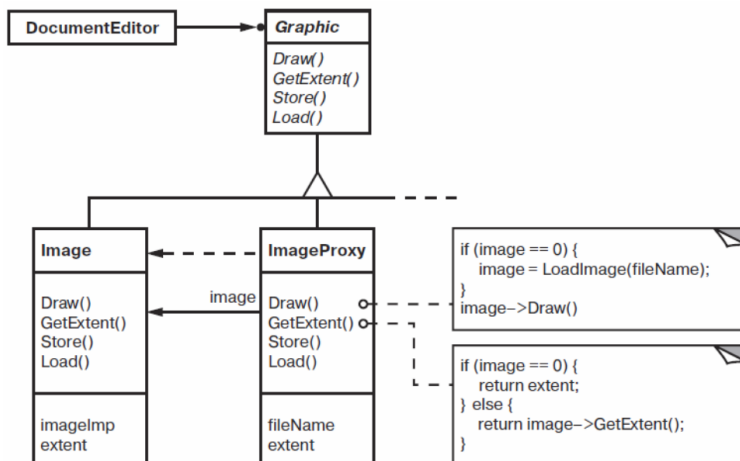 DocumentEditor
Graphic
Draw()
GetExtent()
Store()
Load()
Image
Draw()
GetExtent()
Store()
Load()
imageImp
extent
image
ImageProxy
Draw()
GetExtent()
Store()
Load()
fileName
extent
if (image == 0) {
image = LoadImage(fileName);
}
image->Draw()
if (image == 0) {
return extent;
} else {
return image->GetExtent();
}